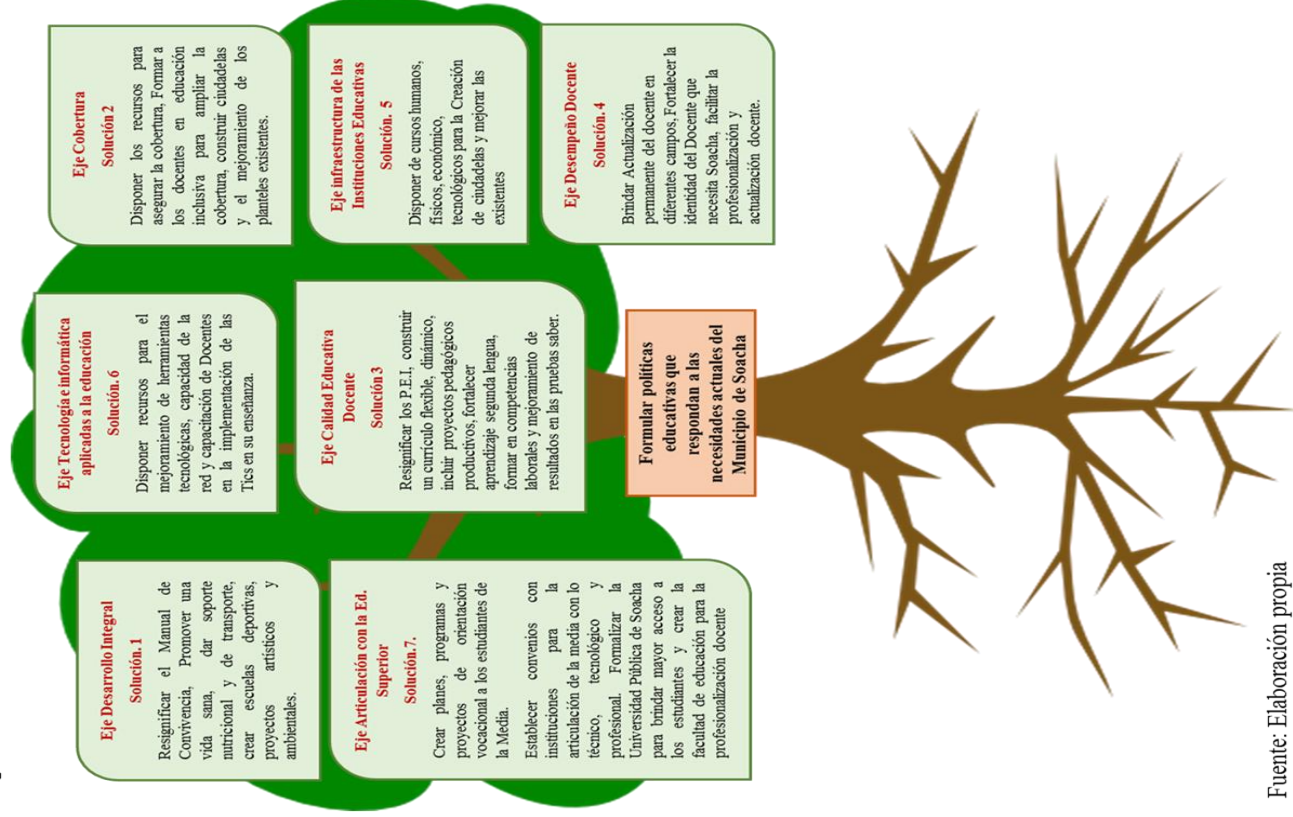 Eje Desarrollo Integral
Solución. 1
Resignificar el Manual de
Convivencia, Promover una
vida sana, dar soporte
nutricional y de transporte,
crear escuelas deportivas,
proyectos artísticos y
ambientales.
Eje Tecnología e informática
aplicadas a la educación
Solución. 6
Disponer recursos para el
mejoramiento de herramientas
tecnológicas, capacidad de la
red y capacitación de Docentes
en la implementación de las
Tics en su enseñanza.
Eje Cobertura
Solución 2
Disponer los recursos para
asegurar la cobertura, Formar a
los docentes en educación
inclusiva para ampliar la
cobertura, construir ciudadelas
y el mejoramiento de los
planteles existentes.
Eje Articulación con la Ed.
Superior
Solución.7.
Crear planes, programas y
proyectos de orientación
vocacional a los estudiantes de
la Media.
Establecer convenios con
instituciones para la
articulación de la media con lo
técnico, tecnológico y
profesional. Formalizar la
Universidad Pública de Soacha
para brindar mayor acceso a
los estudiantes y crear la
facultad de educación para la
profesionalización docente
Eje Calidad Educativa
Docente
Solución 3
Resignificar los P.E.I, construir
un currículo flexible, dinámico,
incluir proyectos pedagógicos
productivos, fortalecer
aprendizaje segunda lengua,
formar en competencias
laborales y mejoramiento de
resultados en las pruebas saber.
Eje infraestructura de las
Instituciones Educativas
Solución. 5
Disponer de cursos humanos,
físicos, económico,
tecnológicos para la Creación
de ciudadelas y mejorar las
existentes
Eje Desempeño Docente
Solución. 4
Brindar Actualización
permanente del docente en
diferentes campos, Fortalecer la
identidad del Docente que
necesita Soacha, facilitar la
profesionalización y
actualización docente.
Formular políticas
educativas que
respondan a las
necesidades actuales del
Municipio de Soacha
Fuente: Elaboración propia